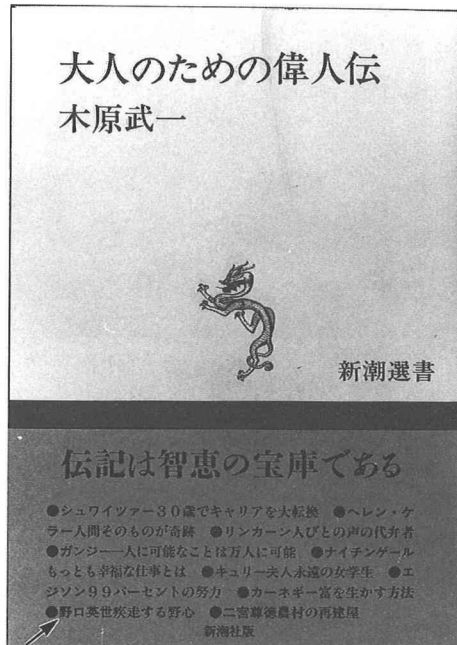 大人のための偉人伝
木原武一
新潮選書
伝記は智恵の宝庫である
●シュワイツァー30歳でキャリアを大転換 ●ヘレン・ケ
ラー人間そのものが奇跡 ●リンカーン人びとの声の代弁者
●ガンジー一人に可能なことは万人に可能 ●ナイチンゲール
もっとも幸福な仕事とは ●キュリー夫人永遠の女学生 ●エ
ジソン99パーセントの努力 ●カーネギー富を生かす方法
●野口英世疾走する野心 ●二宮尊徳農村の再建屋
新潮社版